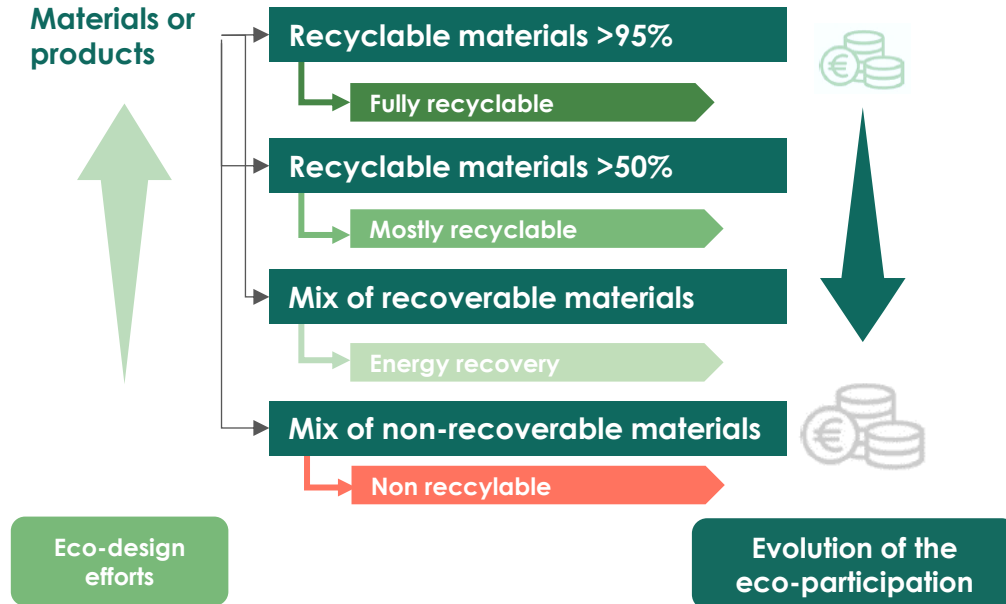 Materials or
products
Recyclable materials >95%
Fully recyclable
Recyclable materials >50%
Mostly recyclable
Mix of recoverable materials
Energy recovery
Mix of non-recoverable materials
Non reccylable
Eco-design
efforts
Evolution of the
eco-participation
€
€